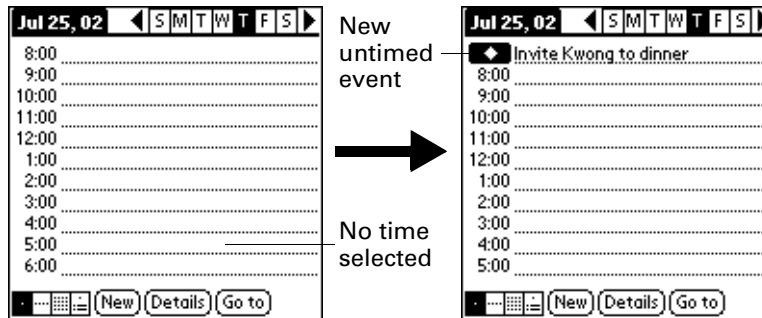 Jul 25, 02 S M T W T F S
8:00
9:00
10:00
11:00
12:00
1:00
2:00
3:00
4:00
5:00
6:00
New Details Go to
New
untimed
event
No time
selected
Jul 25, 02 S M T W T F S
Invite Kwong to dinner
8:00
9:00
10:00
11:00
12:00
1:00
2:00
3:00
4:00
5:00
New Details Go to